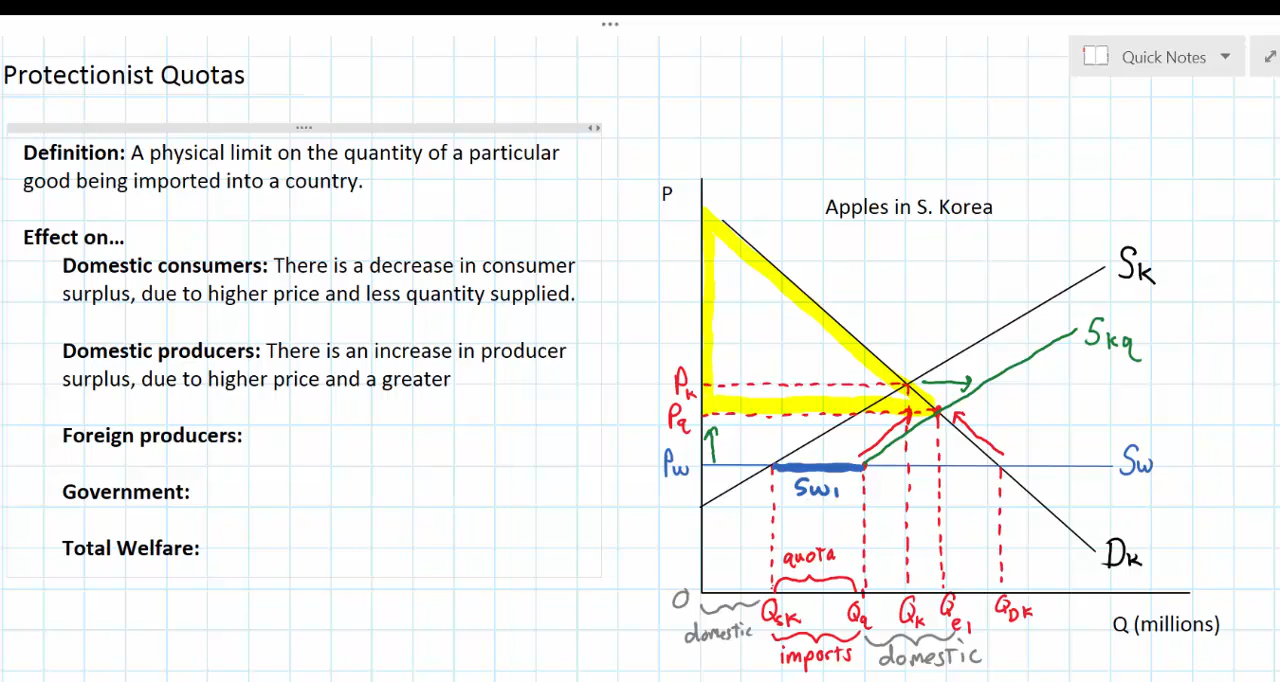 Quick Notes
Protectionist Quotas
Definition: A physical limit on the quantity of a particular
good being imported into a country.
Effect on...
Domestic consumers: There is a decrease in consumer
surplus, due to higher price and less quantity supplied.
Domestic producers: There is an increase in producer
surplus, due to higher price and a greater
Foreign producers:
Government:
Total Welfare:
P
Apples in S. Korea
SK
Skq
PK
Pq
Pw
Sw
Sw1
DK
quota
O
QSK
Qq
Qk
Qe1
QDK
domestic
imports
domestic
Q (millions)